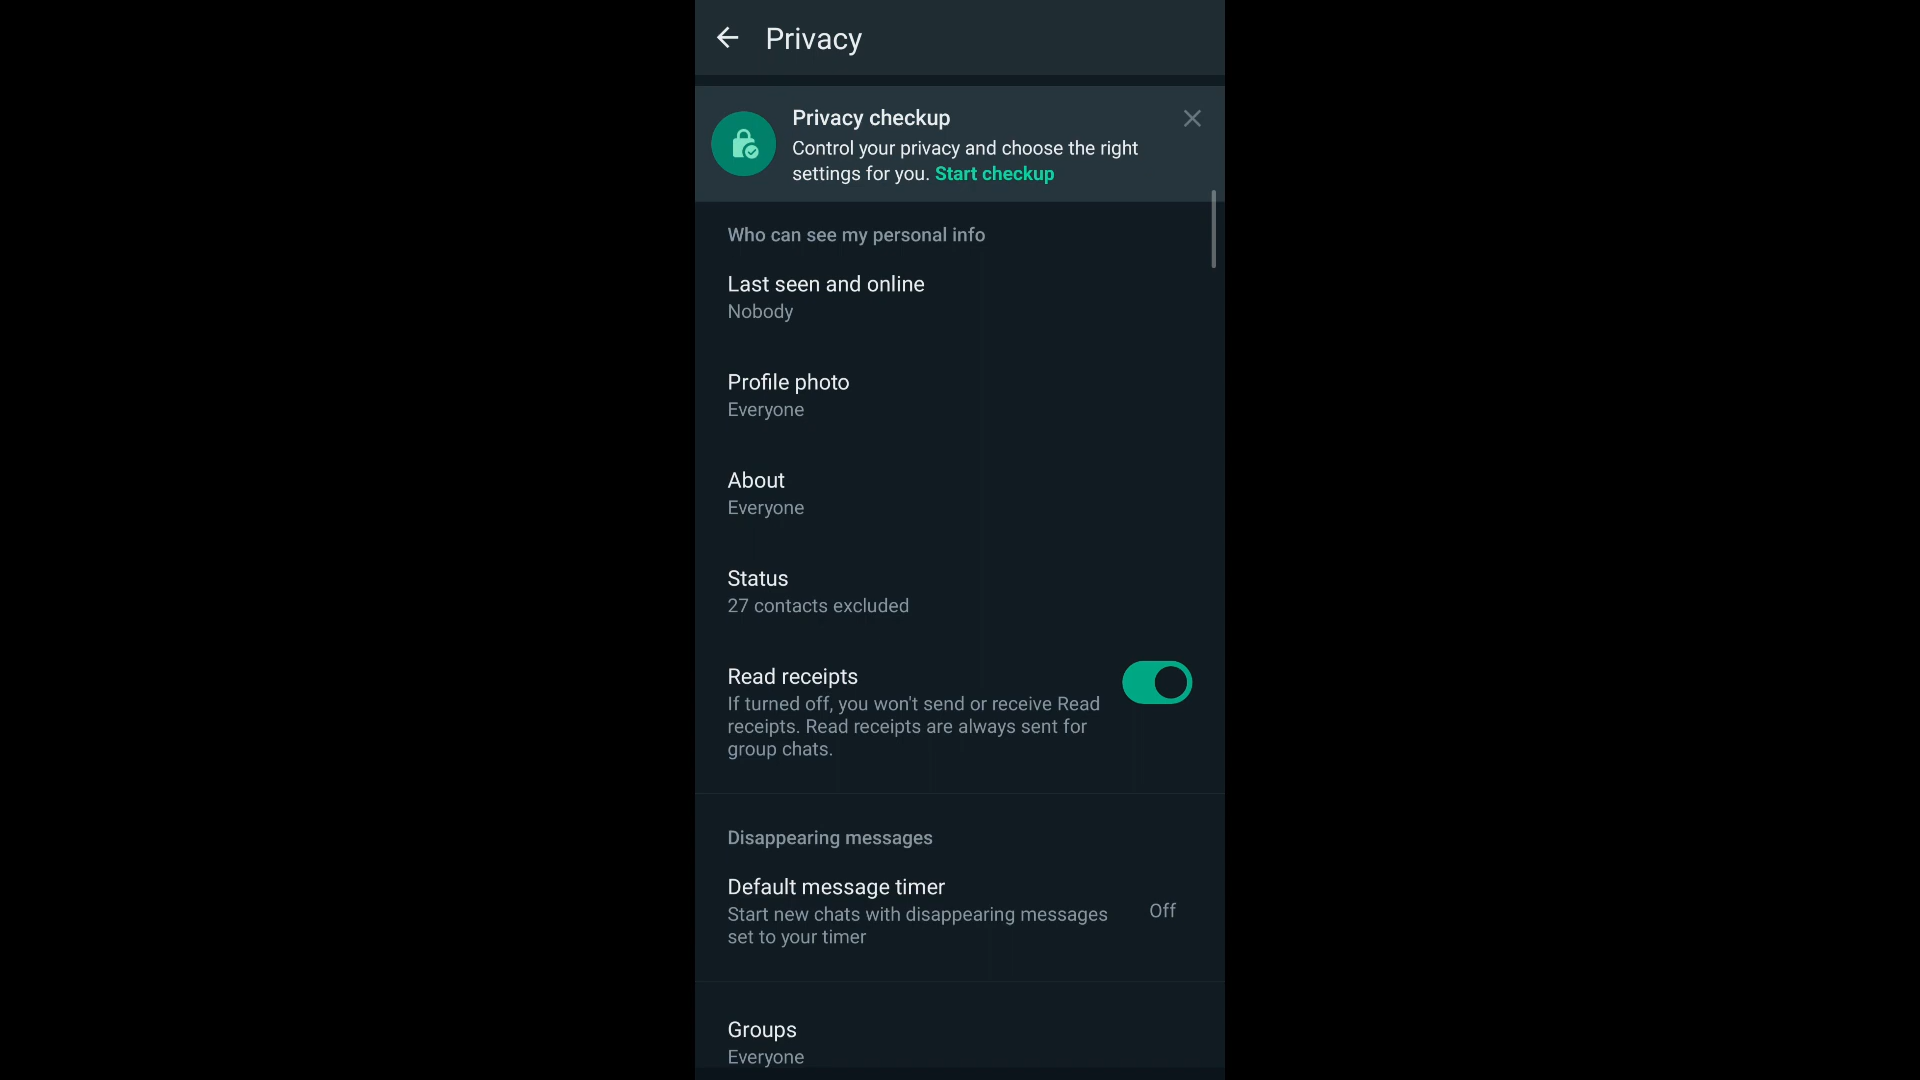 Privacy
Privacy checkup
Control your privacy and choose the right
settings for you. Start checkup
Who can see my personal info
Last seen and online
Nobody
Profile photo
Everyone
About
Everyone
Status
27 contacts excluded
Read receipts
If turned off, you won't send or receive Read
receipts. Read receipts are always sent for
group chats.
Disappearing messages
Default message timer
Start new chats with disappearing messages
set to your timer
Off
Groups
Everyone